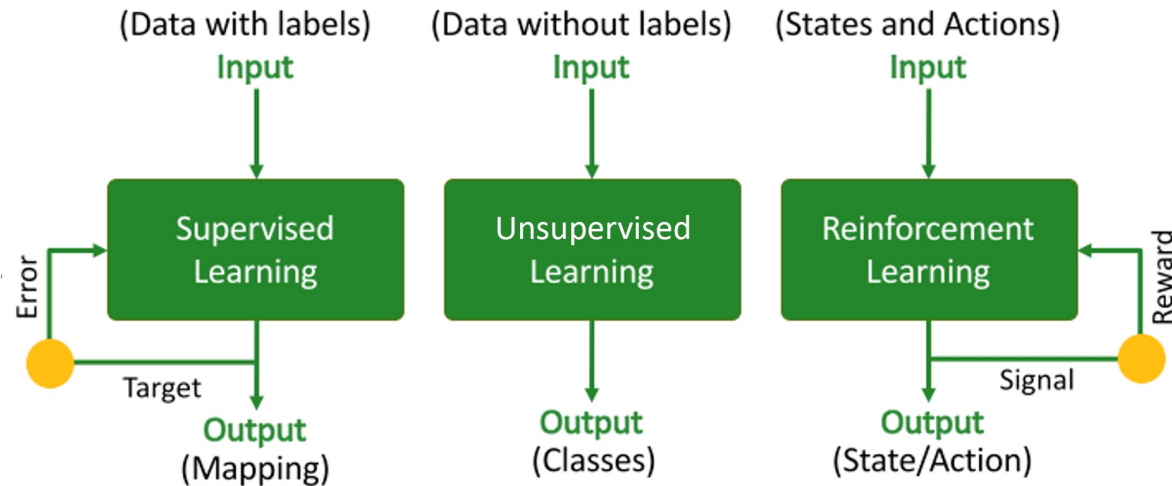 (Data with labels)
Input
Supervised
Learning
Error
Target
Output
(Mapping)
(Data without labels)
Input
Unsupervised
Learning
Output
(Classes)
(States and Actions)
Input
Reinforcement
Learning
Reward
Signal
Output
(State/Action)